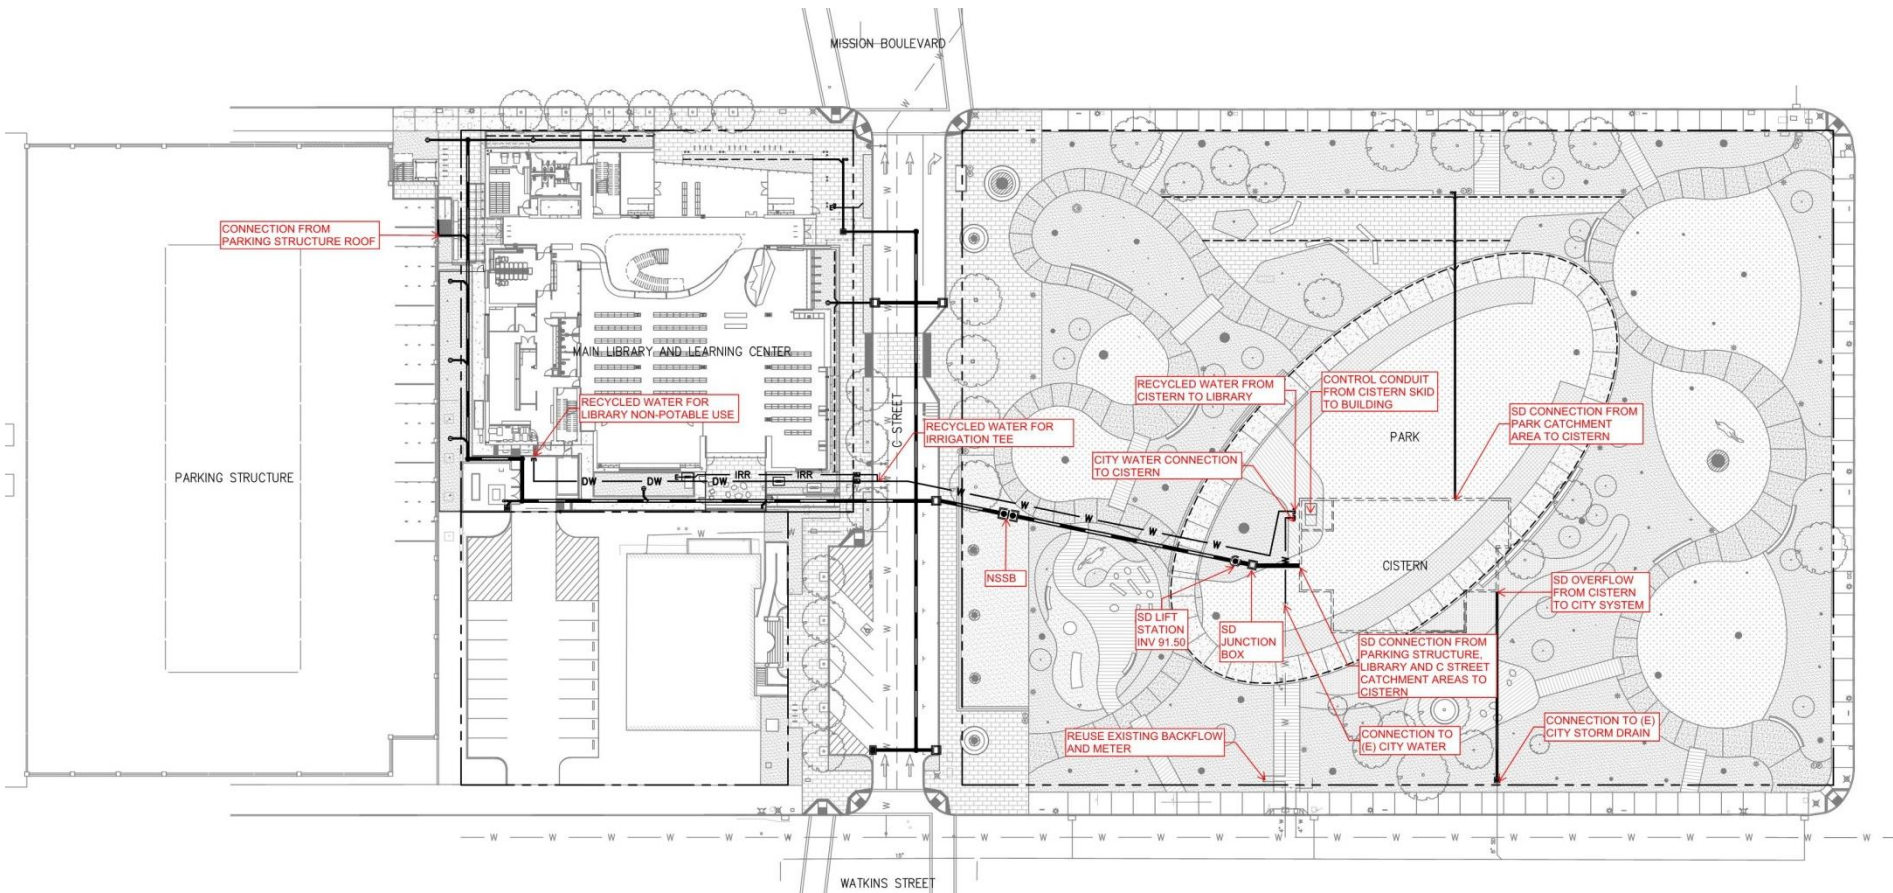 MISSION BOULEVARD
W
W
CONNECTION FROM
PARKING STRUCTURE ROOF
W
W
W
MAIN LIBRARY AND LEARNING CENTER
C STREET
RECYCLED WATER FOR
LIBRARY NON-POTABLE USE
RECYCLED WATER FOR
IRRIGATION TEE
RECYCLED WATER FROM
CISTERN TO LIBRARY
CONTROL CONDUIT
FROM CISTERN SKID
TO BUILDING
SD CONNECTION FROM
PARK CATCHMENT
AREA TO CISTERN
PARK
CITY WATER CONNECTION
TO CISTERN
PARKING STRUCTURE
IRR
IRR
DW
DW
DW
W
W
W
W
W
W
W
CISTERN
NSSB
SD LIFT
STATION
INV 91.50
SD
JUNCTION
BOX
SD OVERFLOW
FROM CISTERN
TO CITY SYSTEM
SD CONNECTION FROM
PARKING STRUCTURE,
LIBRARY AND C STREET
CATCHMENT AREAS TO
CISTERN
W
W
W
W
REUSE EXISTING BACKFLOW
AND METER
CONNECTION TO
(E) CITY WATER
CONNECTION TO (E)
CITY STORM DRAIN
W W W W W W W W W W W W W W W W W W W W
WATKINS STREET